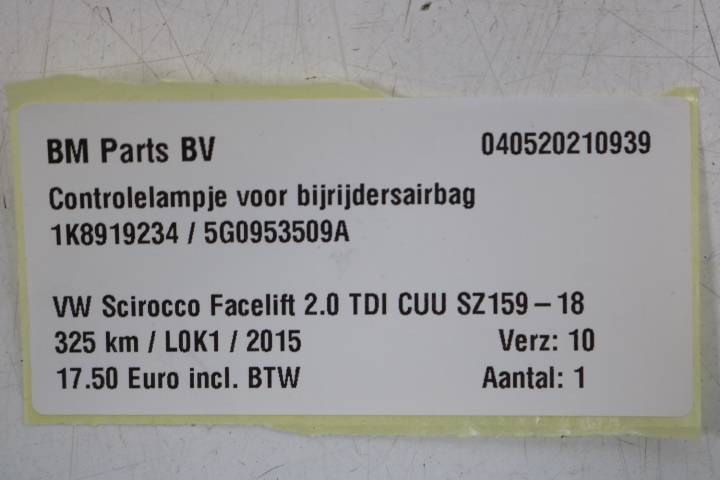 BM Parts BV 040520210939
Controlelampje voor bijrijdersairbag
1K8919234 / 5G0953509A
VW Scirocco Facelift 2.0 TDI CUU SZ159 – 18
325 km / L0K1 / 2015 Verz: 10
17.50 Euro incl. BTW Aantal: 1